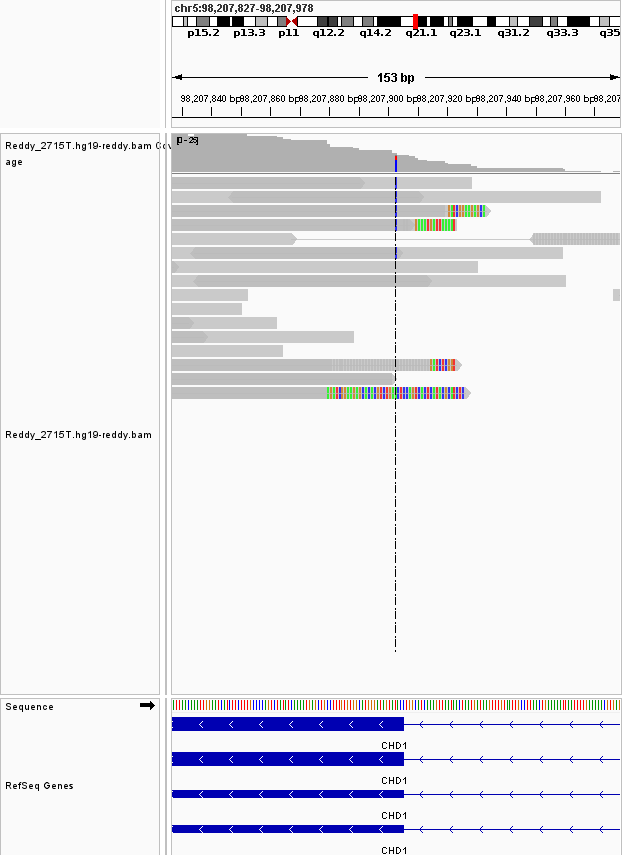 chr5:98,207,827-98,207,978
p15.2 p13.3 p11 q12.2 q14.2 q21.1 q23.1 q31.2 q33.3 q35
153 bp
98,207,840 bp 98,207,860 bp 98,207,880 bp 98,207,900 bp 98,207,920 bp 98,207,940 bp 98,207,960 bp 98,207
Reddy_2715T.hg19-reddy.bam Cov
age
[0-25]
Reddy_2715T.hg19-reddy.bam
Sequence
CHD1
CHD1
RefSeq Genes
CHD1
CHD1